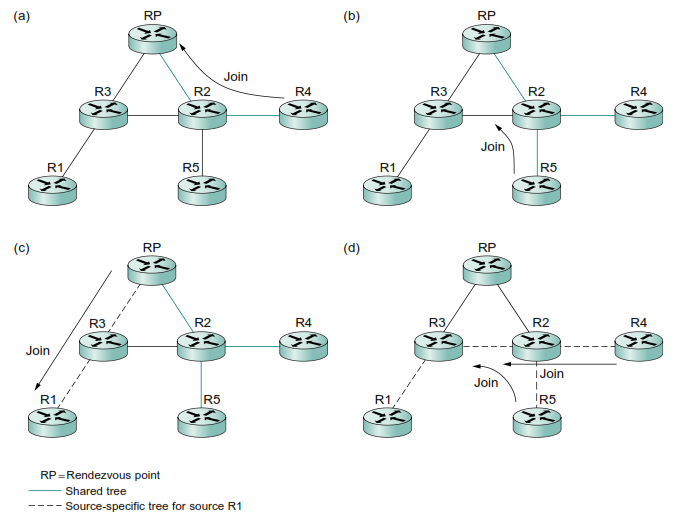 (a)
RP
Join
R3
R2
R4
R1
R5
(b)
RP
R3
R2
R4
Join
R1
R5
(c)
RP
R3
R2
R4
Join
R1
R5
(d)
RP
R3
R2
R4
Join
Join
R1
R5
RP=Rendezvous point
Shared tree
Source-specific tree for source R1